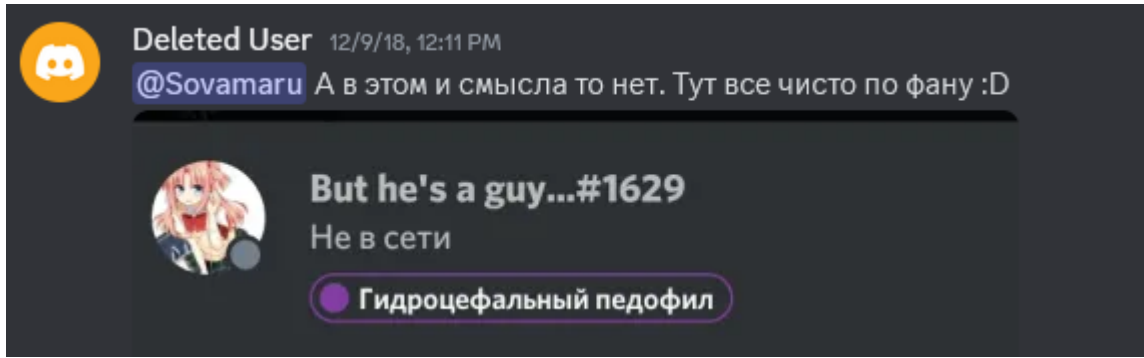 Deleted User 12/9/18, 12:11 PM
@Sovamaru А в этом и смысла то нет. Тут все чисто по фану :D
But he's a guy...#1629
Не в сети
Гидроцефальный педофил